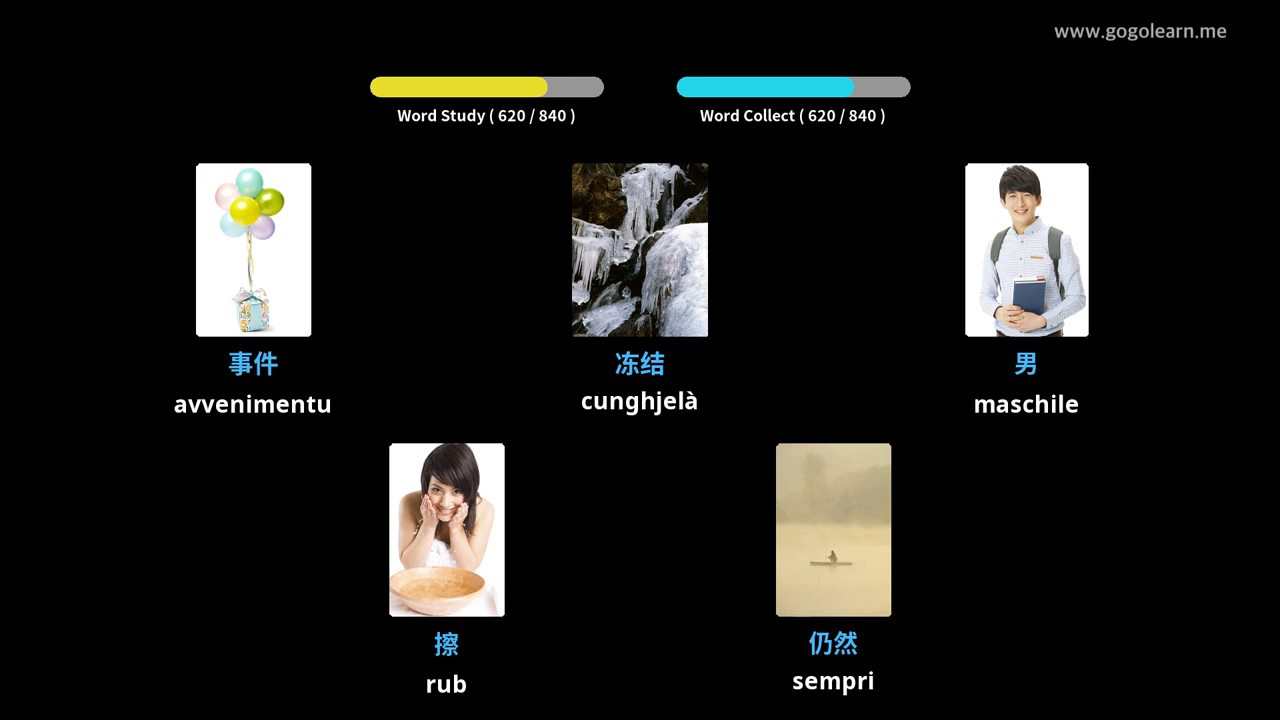 www.gogolearn.me
Word Study ( 620 / 840 )
Word Collect ( 620 / 840 )
事件
avvenimentu
冻结
cunghjelà
男
maschile
擦
rub
仍然
sempri